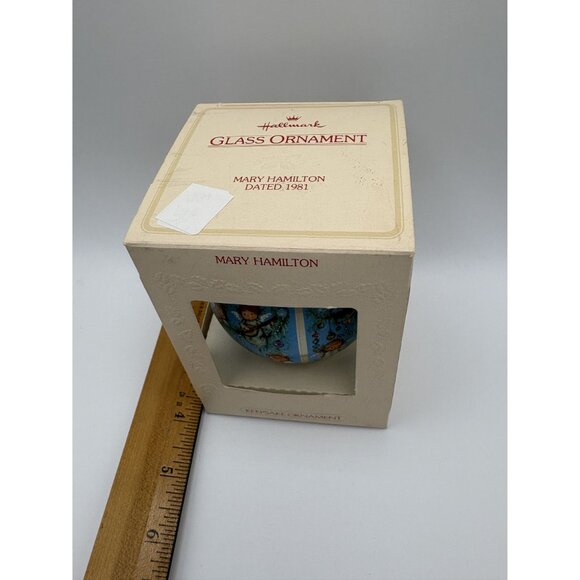 Hallmark
GLASS ORNAMENT
MARY HAMILTON
DATED, 1981
MARY HAMILTON
KEEPSAKE ORNAMENT
4
5
6